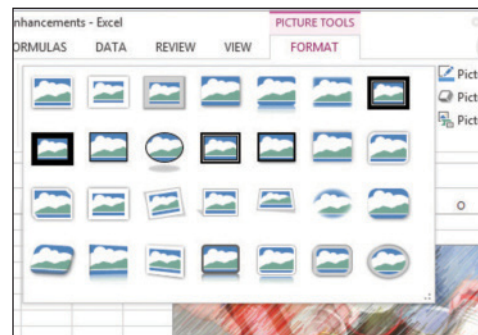 nhancements - Excel
PICTURE TOOLS
ORMULAS DATA REVIEW VIEW FORMAT
Pict
Pict
Pict
O